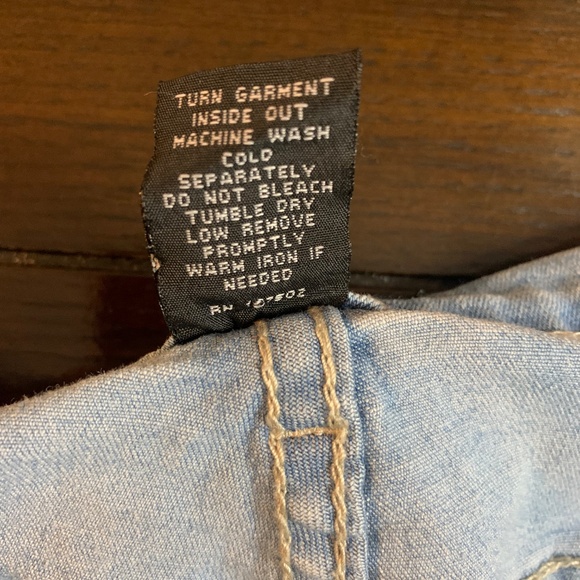 TURN GARMENT
INSIDE OUT
MACHINE WASH
COLD
SEPARATELY
DO NOT BLEACH
TUMBLE DRY
LOW REMOVE
PROMPTLY
WARM IRON IF
NEEDED
RN